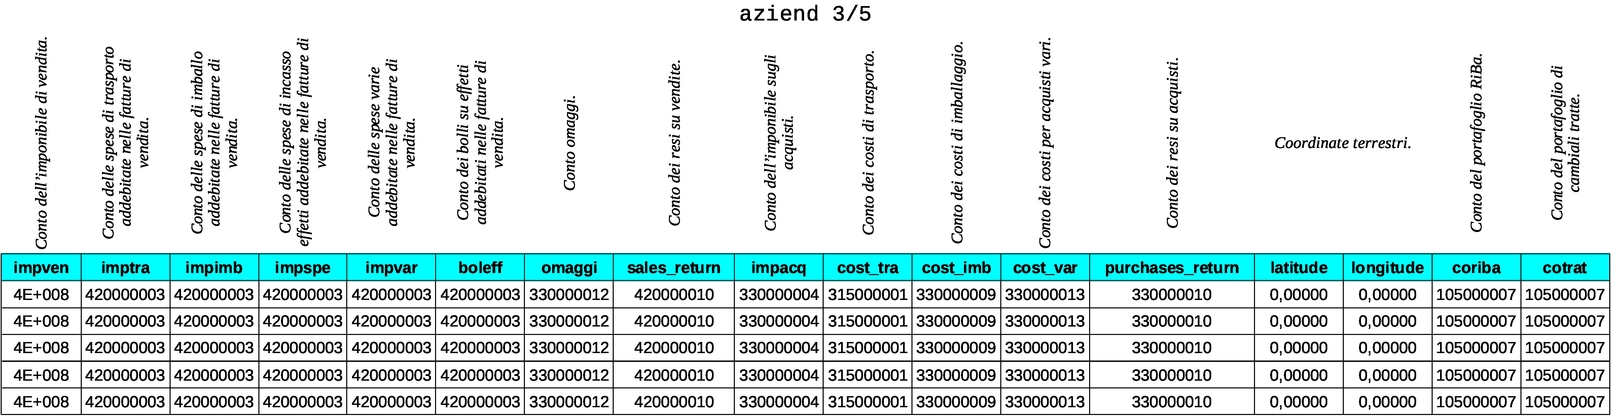 aziend 3/5
Conto dell'imponibile di vendita.
Conto delle spese di trasporto
addebitate nelle fatture di
vendita.
Conto delle spese di imballo
addebitate nelle fatture di
vendita.
Conto delle spese di incasso
effetti addebitate nelle fatture di
vendita.
Conto delle spese varie
addebitate nelle fatture di
vendita.
Conto dei bolli su effetti
addebitati nelle fatture di
vendita.
Conto omaggi.
Conto dei resi su vendite.
Conto dell'imponibile sugli
acquisti.
Conto dei costi di trasporto.
Conto dei costi di imballaggio.
Conto dei costi per acquisti vari.
Conto dei resi su acquisti.
Coordinate terrestri.
Conto del portafoglio RiBa.
Conto del portafoglio di
cambiali tratte.
impven imptra impimb impspe impvar boleff omaggi sales_return impacq cost_tra cost_imb cost_var purchases_return latitude longitude coriba cotrat
4E+008 420000003 420000003 420000003 420000003 420000003 330000012 420000010 330000004 315000001 330000009 330000013 330000010 0,00000 0,00000 105000007 105000007
4E+008 420000003 420000003 420000003 420000003 420000003 330000012 420000010 330000004 315000001 330000009 330000013 330000010 0,00000 0,00000 105000007 105000007
4E+008 420000003 420000003 420000003 420000003 420000003 330000012 420000010 330000004 315000001 330000009 330000013 330000010 0,00000 0,00000 105000007 105000007
4E+008 420000003 420000003 420000003 420000003 420000003 330000012 420000010 330000004 315000001 330000009 330000013 330000010 0,00000 0,00000 105000007 105000007
4E+008 420000003 420000003 420000003 420000003 420000003 330000012 420000010 330000004 315000001 330000009 330000013 330000010 0,00000 0,00000 105000007 105000007